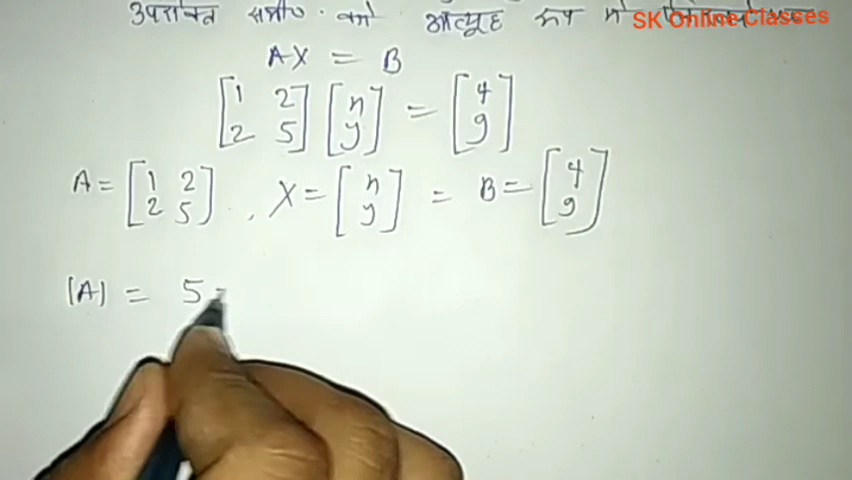 उपरोक्त समी० को आव्यूह रूप में SK Online Classes
AX = B
[1 2 2 5] [x y] = [4 9]
A = [1 2 2 5], X = [x y] = B = [4 9]
|A| = 5 -